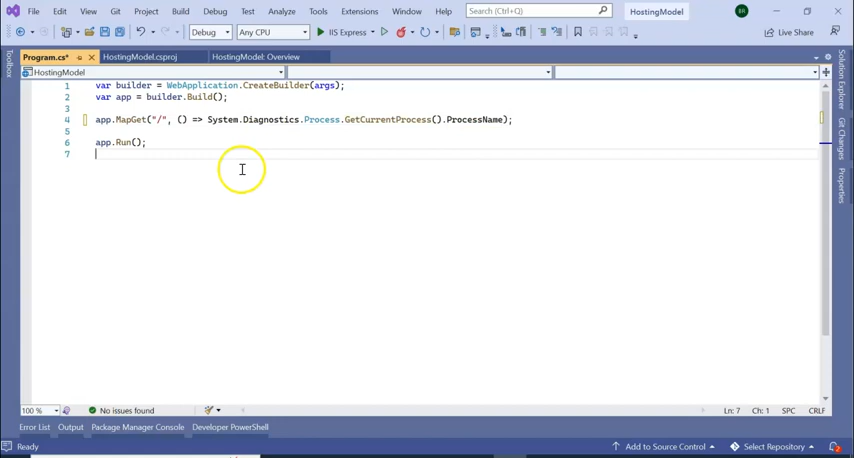 File Edit View Git Project Build Debug Test Analyze Tools Extensions Window Help Search (Ctrl+Q) HostingModel BR
Debug Any CPU IIS Express Live Share
Program.cs* HostingModel.csproj HostingModel: Overview
HostingModel
1 var builder = WebApplication.CreateBuilder(args);
2 var app = builder.Build();
3
4 app.MapGet("/", () => System.Diagnostics.Process.GetCurrentProcess().ProcessName);
5
6 app.Run();
7
Toolbox
Solution Explorer
Git Changes
Properties
100 % No issues found Ln: 7 Ch: 1 SPC CRLF
Error List Output Package Manager Console Developer PowerShell
Ready Add to Source Control Select Repository 2